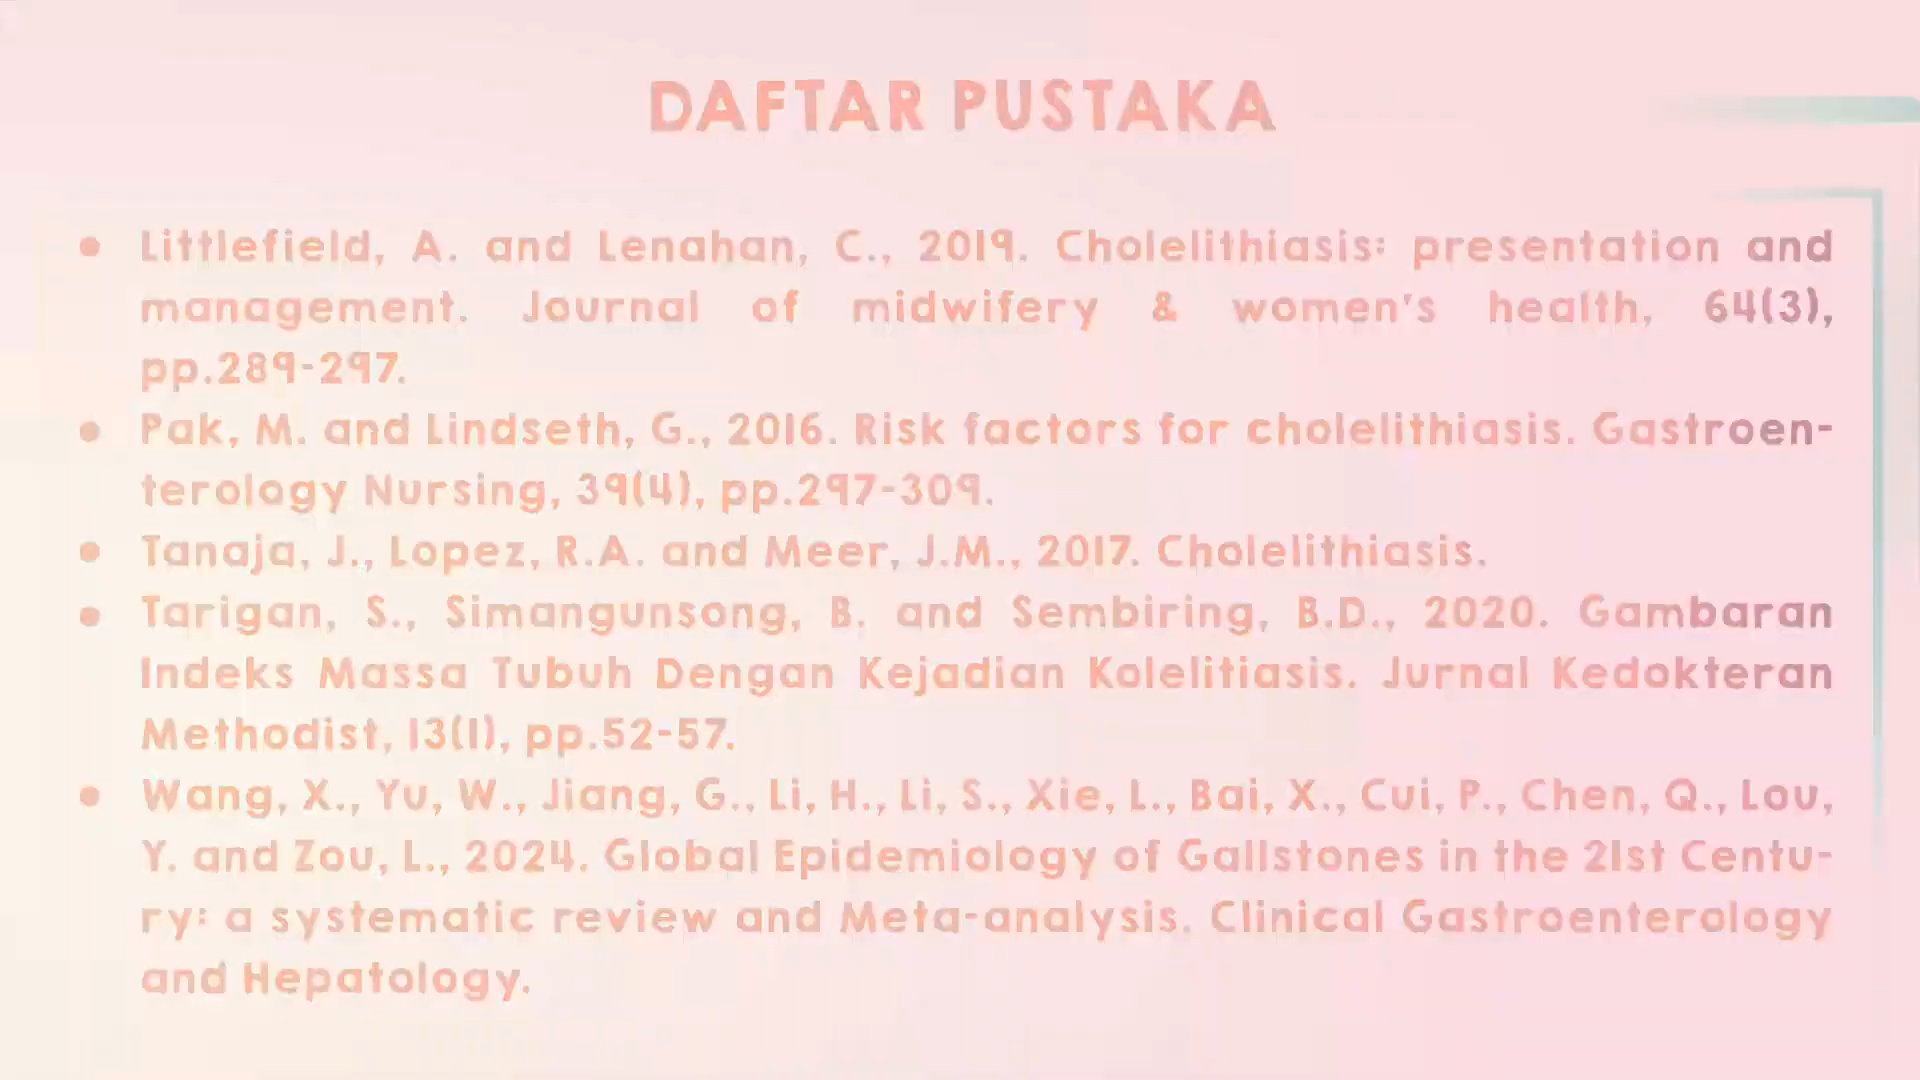 DAFTAR PUSTAKA
• Littlefield, A. and Lenahan, C., 2019. Cholelithiasis: presentation and
management. Journal of midwifery & women's health, 64(3),
pp.289-297.
• Pak, M. and Lindseth, G., 2016. Risk factors for cholelithiasis. Gastroen-
terology Nursing, 39(4), pp.297-309.
• Tanaja, J., Lopez, R.A. and Meer, J.M., 2017. Cholelithiasis.
• Tarigan, S., Simangunsong, B. and Sembiring, B.D., 2020. Gambaran
Indeks Massa Tubuh Dengan Kejadian Kolelitiasis. Jurnal Kedokteran
Methodist, 13(1), pp.52-57.
• Wang, X., Yu, W., Jiang, G., Li, H., Li, S., Xie, L., Bai, X., Cui, P., Chen, Q., Lou,
Y. and Zou, L., 2024. Global Epidemiology of Gallstones in the 21st Centu-
ry: a systematic review and Meta-analysis. Clinical Gastroenterology
and Hepatology.